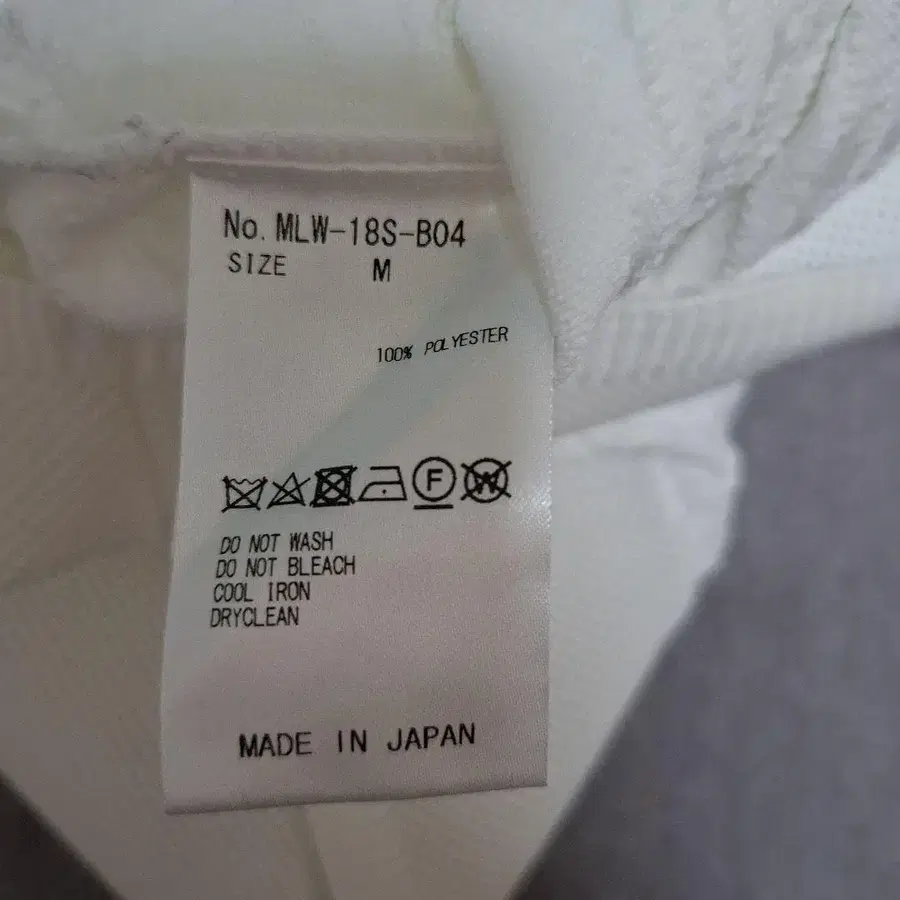 No. MLW-18S-B04
SIZE M
100% POLYESTER
F W
DO NOT WASH
DO NOT BLEACH
COOL IRON
DRYCLEAN
MADE IN JAPAN